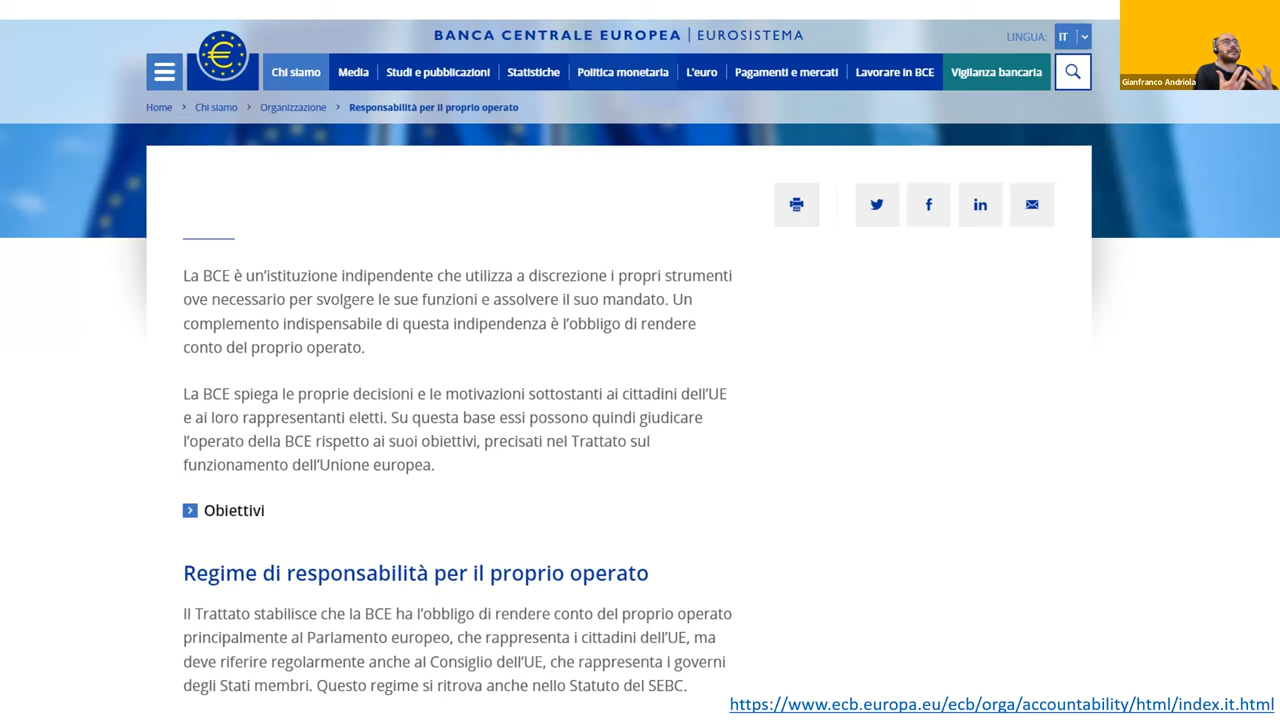 BANCA CENTRALE EUROPEA | EUROSISTEMA
LINGUA: IT
Chi siamo
Media
Studi e pubblicazioni
Statistiche
Politica monetaria
L'euro
Pagamenti e mercati
Lavorare in BCE
Vigilanza bancaria
Gianfranco Andriola
Home > Chi siamo > Organizzazione > Responsabilità per il proprio operato
La BCE è un'istituzione indipendente che utilizza a discrezione i propri strumenti
ove necessario per svolgere le sue funzioni e assolvere il suo mandato. Un
complemento indispensabile di questa indipendenza è l'obbligo di rendere
conto del proprio operato.
La BCE spiega le proprie decisioni e le motivazioni sottostanti ai cittadini dell'UE
e ai loro rappresentanti eletti. Su questa base essi possono quindi giudicare
l'operato della BCE rispetto ai suoi obiettivi, precisati nel Trattato sul
funzionamento dell'Unione europea.
Obiettivi
Regime di responsabilità per il proprio operato
Il Trattato stabilisce che la BCE ha l'obbligo di rendere conto del proprio operato
principalmente al Parlamento europeo, che rappresenta i cittadini dell'UE, ma
deve riferire regolarmente anche al Consiglio dell'UE, che rappresenta i governi
degli Stati membri. Questo regime si ritrova anche nello Statuto del SEBC.
https://www.ecb.europa.eu/ecb/orga/accountability/html/index.it.html